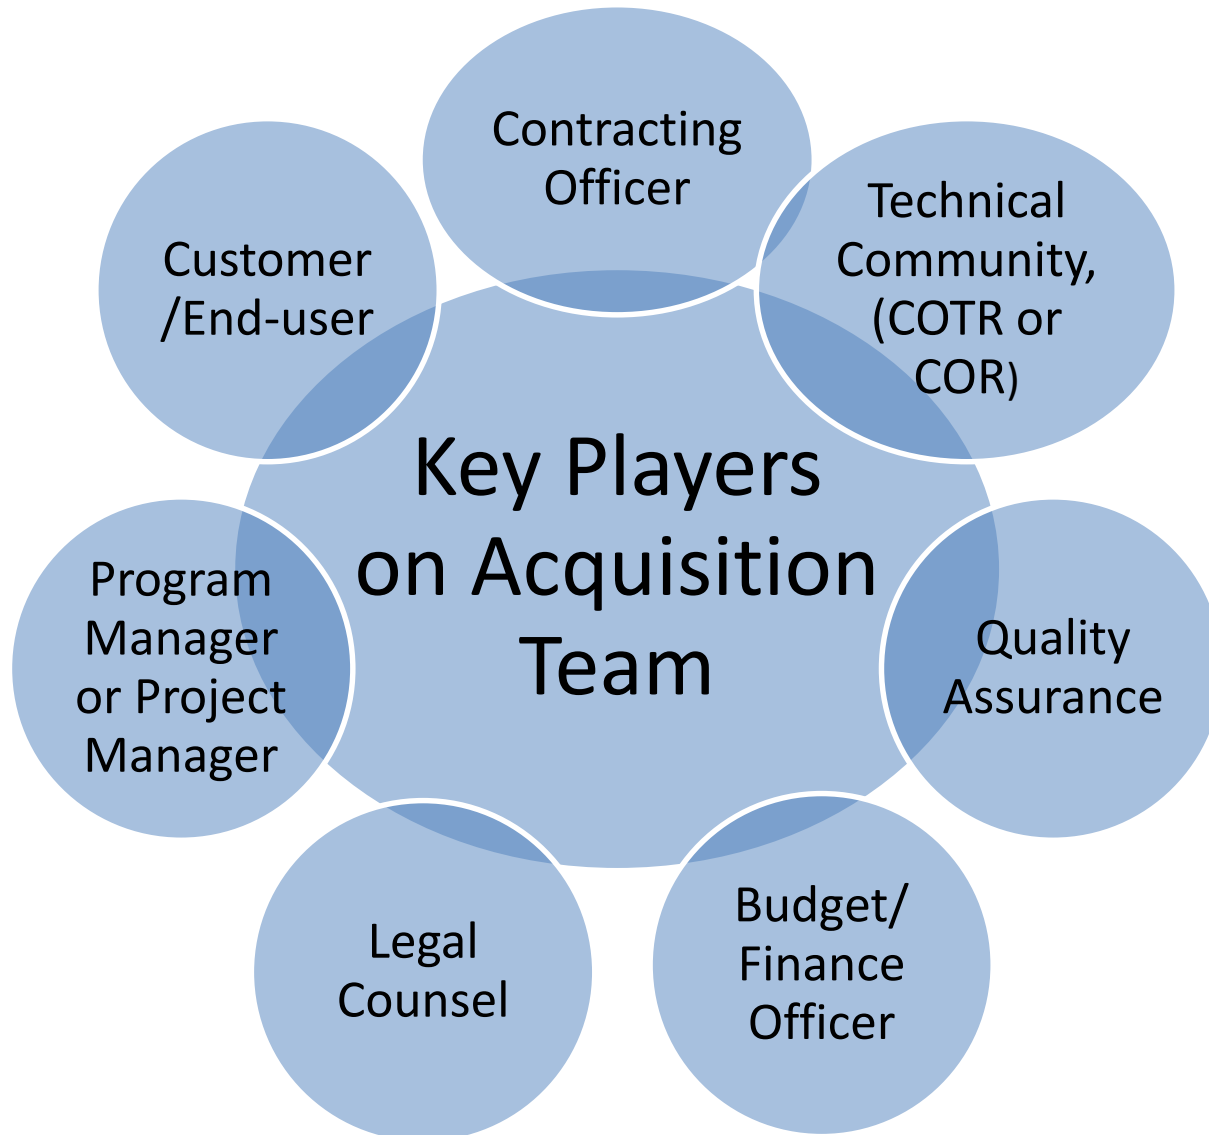 Contracting
Officer
Technical
Community,
(COTR or
COR)
Customer
/End-user
Key Players
on Acquisition
Team
Program
Manager
or Project
Manager
Quality
Assurance
Legal
Counsel
Budget/
Finance
Officer